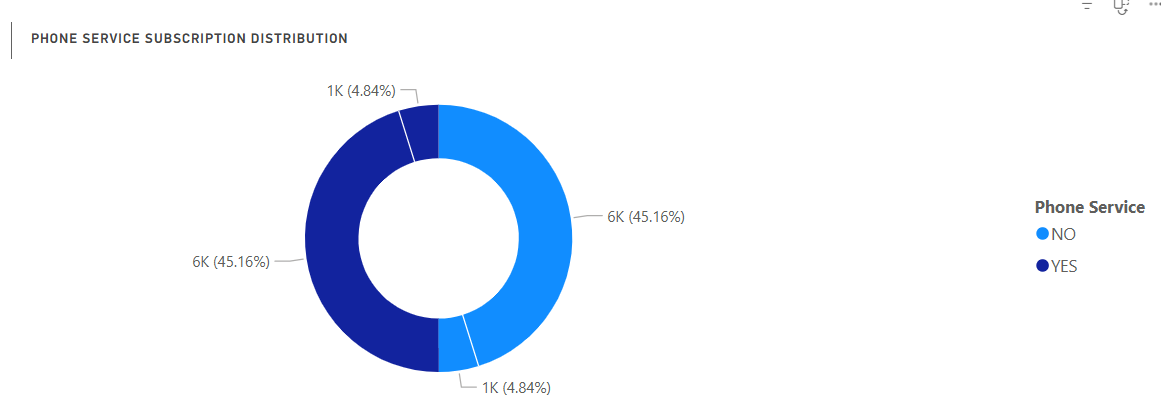 PHONE SERVICE SUBSCRIPTION DISTRIBUTION
1K (4.84%)
6K (45.16%)
6K (45.16%)
1K (4.84%)
Phone Service
NO
YES